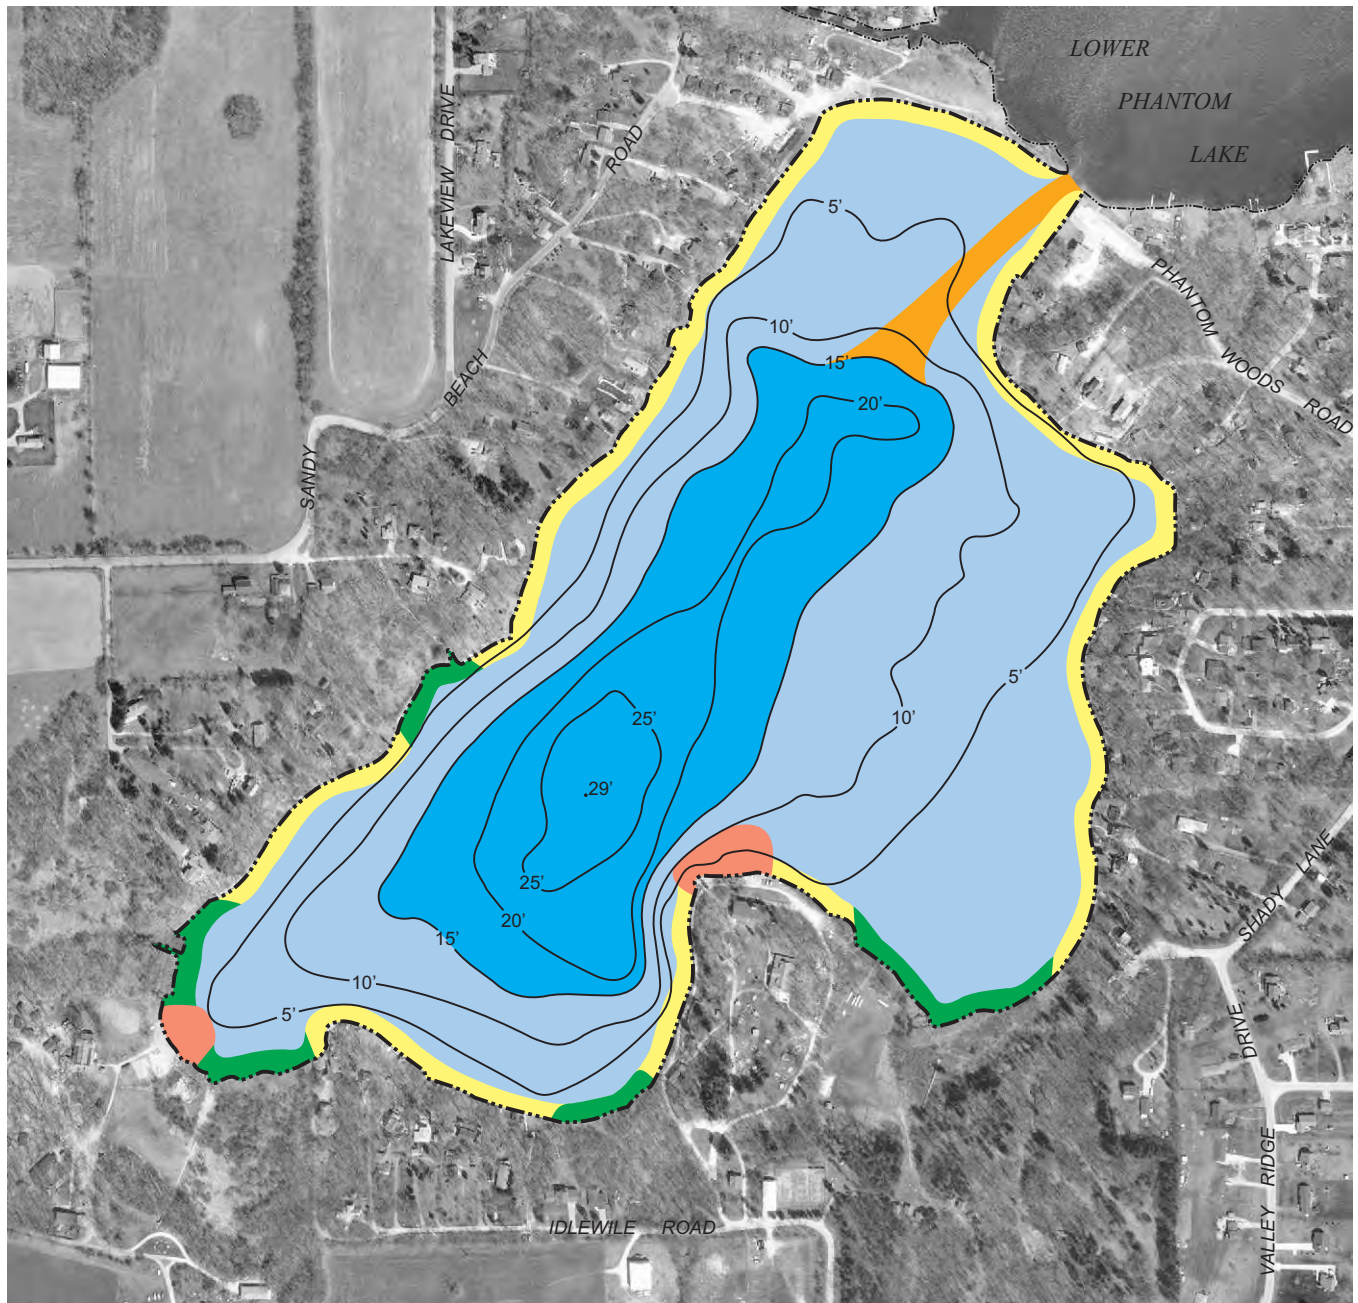 LOWER
PHANTOM
LAKE
LAKEVIEW DRIVE
SANDY BEACH ROAD
PHANTOM WOODS ROAD
5'
10'
15'
20'
5'
25'
10'
29'
25'
20'
15'
10'
5'
SHADY LANE
VALLEY RIDGE DRIVE
IDLEWILE ROAD